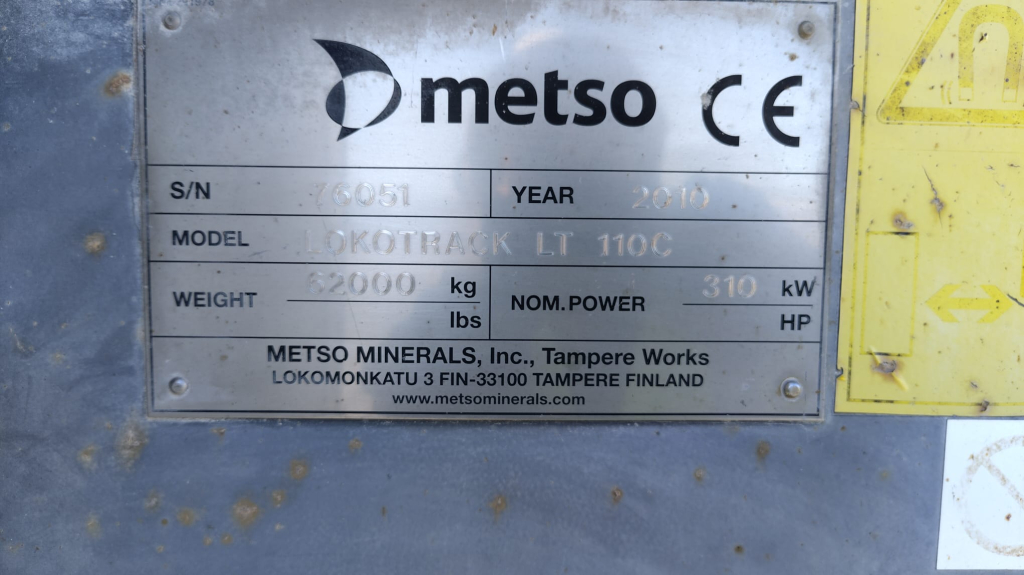 metso CE
S/N 76051 YEAR 2010
MODEL LOKOTRACK LT 110C
WEIGHT 62000 kg NOM. POWER 310 kW
lbs HP
METSO MINERALS, Inc., Tampere Works
LOKOMONKATU 3 FIN-33100 TAMPERE FINLAND
www.metsominerals.com